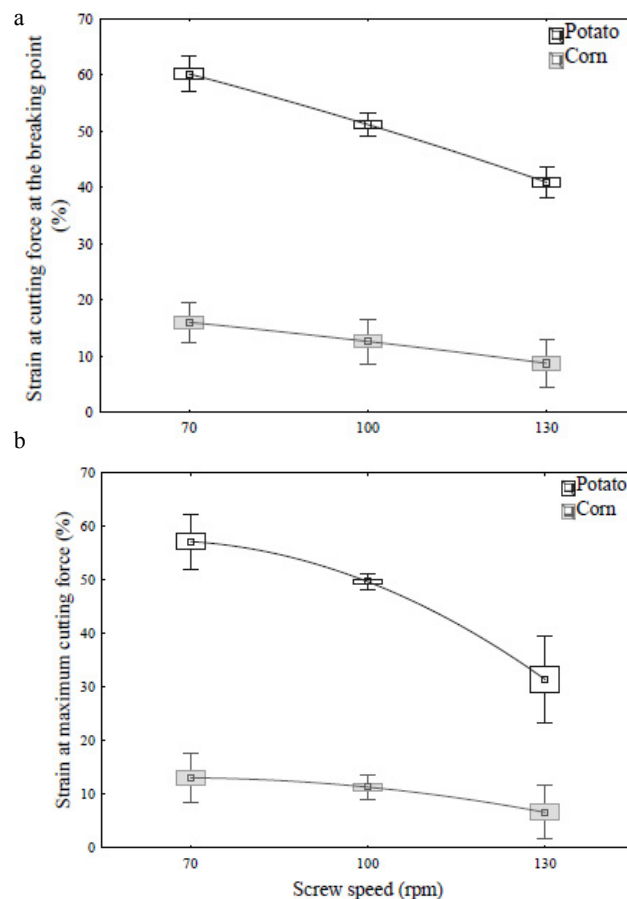 a
Strain at cutting force at the breaking point
(%)
70
60
50
40
30
20
10
0
Potato
Corn
70
100
130
b
Strain at maximum cutting force (%)
70
60
50
40
30
20
10
0
Potato
Corn
70
100
130
Screw speed (rpm)